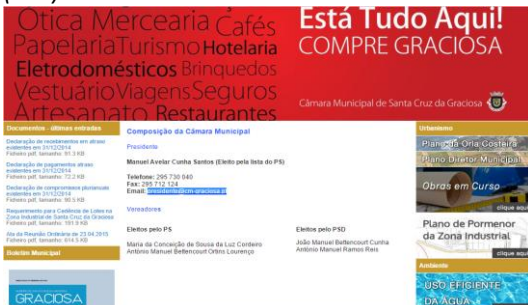 Ótica Mercearia Cafés
Papelaria Turismo Hotelaria
Eletrodomésticos Brinquedos
Vestuário Viagens Seguros
Artesanato Restaurantes
Está Tudo Aqui!
COMPRE GRACIOSA
Câmara Municipal de Santa Cruz da Graciosa
Documentos - últimas entradas
Declaração de recebimentos em atraso
existentes em 31/12/2014
Ficheiro pdf, tamanho: 91.3 KB
Declaração de pagamentos atraso
existentes em 31/12/2014
Ficheiro pdf, tamanho: 72.2 KB
Declaração de compromissos plurianuais
existentes em 31/12/2014
Ficheiro pdf, tamanho: 90.5 KB
Requerimento para Cedência de Lotes na
Zona Industrial de Santa Cruz da Graciosa
Ficheiro pdf, tamanho: 191.9 KB
Ata da Reunião Ordinária de 23.04.2015
Ficheiro pdf, tamanho: 614.5 KB
Boletim Municipal
GRACIOSA
Composição da Câmara Municipal
Presidente
Manuel Avelar Cunha Santos (Eleito pela lista do PS)
Telefone: 295 730 040
Fax: 295 712 124
Email: presidente@cm-graciosa.pt
Vereadores
Eleitos pelo PS
Maria da Conceição de Sousa da Luz Cordeiro
António Manuel Bettencourt Ortins Lourenço
Eleitos pelo PSD
João Manuel Bettencourt Cunha
António Manuel Ramos Reis
Urbanismo
Plano da Orla Costeira
Plano Diretor Municipal
Obras em Curso
clique aqui
Plano de Pormenor
da Zona Industrial
clique aqui
Ambiente
USO EFICIENTE
DA ÁGUA